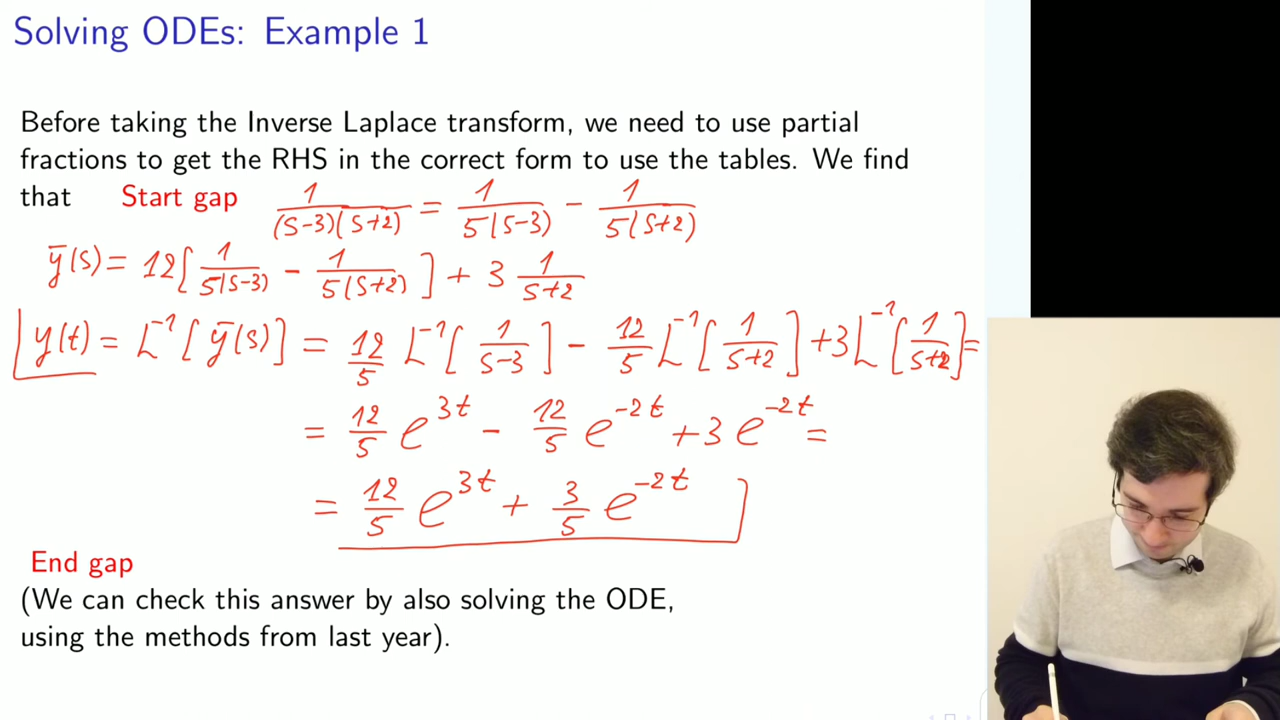 Solving ODEs: Example 1
Before taking the Inverse Laplace transform, we need to use partial
fractions to get the RHS in the correct form to use the tables. We find
that Start gap 1/((s-3)(s+2)) = 1/(5(s-3)) - 1/(5(s+2))
ȳ(s) = 12[1/(5(s-3)) - 1/(5(s+2))] + 3 1/(s+2)
y(t) = L⁻¹[ȳ(s)] = 12/5 L⁻¹[1/(s-3)] - 12/5 L⁻¹[1/(s+2)] + 3L⁻¹[1/(s+2)] =
= 12/5 e^{3t} - 12/5 e^{-2t} + 3e^{-2t} =
= 12/5 e^{3t} + 3/5 e^{-2t}
End gap
(We can check this answer by also solving the ODE,
using the methods from last year).